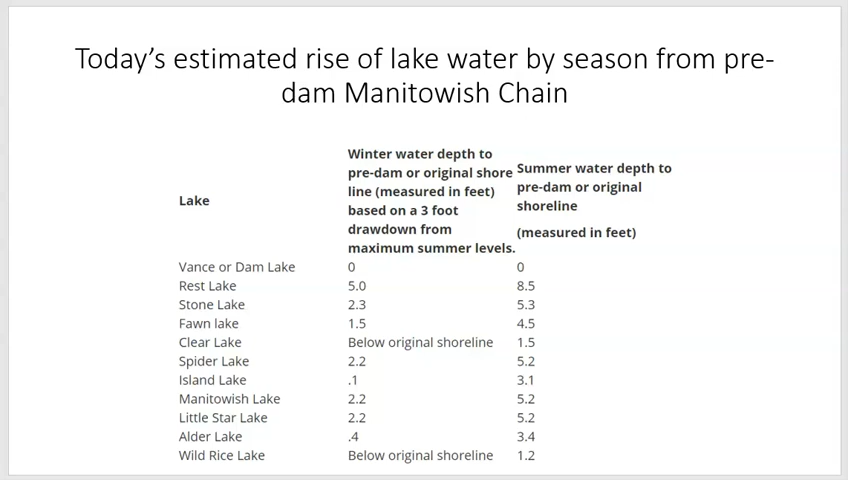 Today’s estimated rise of lake water by season from pre-
dam Manitowish Chain
Lake
Winter water depth to
pre-dam or original shore
line (measured in feet)
based on a 3 foot
drawdown from
maximum summer levels.
Summer water depth to
pre-dam or original
shoreline
(measured in feet)
Vance or Dam Lake 0 0
Rest Lake 5.0 8.5
Stone Lake 2.3 5.3
Fawn lake 1.5 4.5
Clear Lake Below original shoreline 1.5
Spider Lake 2.2 5.2
Island Lake .1 3.1
Manitowish Lake 2.2 5.2
Little Star Lake 2.2 5.2
Alder Lake .4 3.4
Wild Rice Lake Below original shoreline 1.2